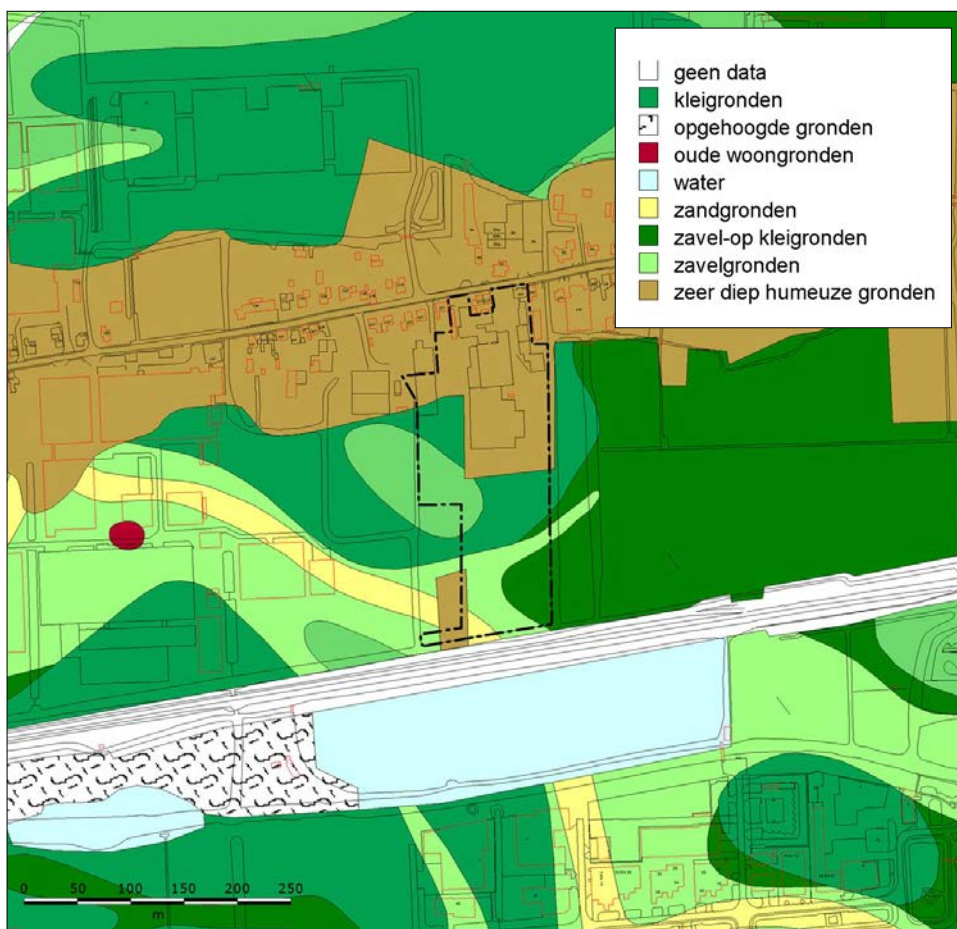 geen data
kleigronden
opgehoogde gronden
oude woongronden
water
zandgronden
zavel-op kleigronden
zavelgronden
zeer diep humeuze gronden
0 50 100 150 200 250
m